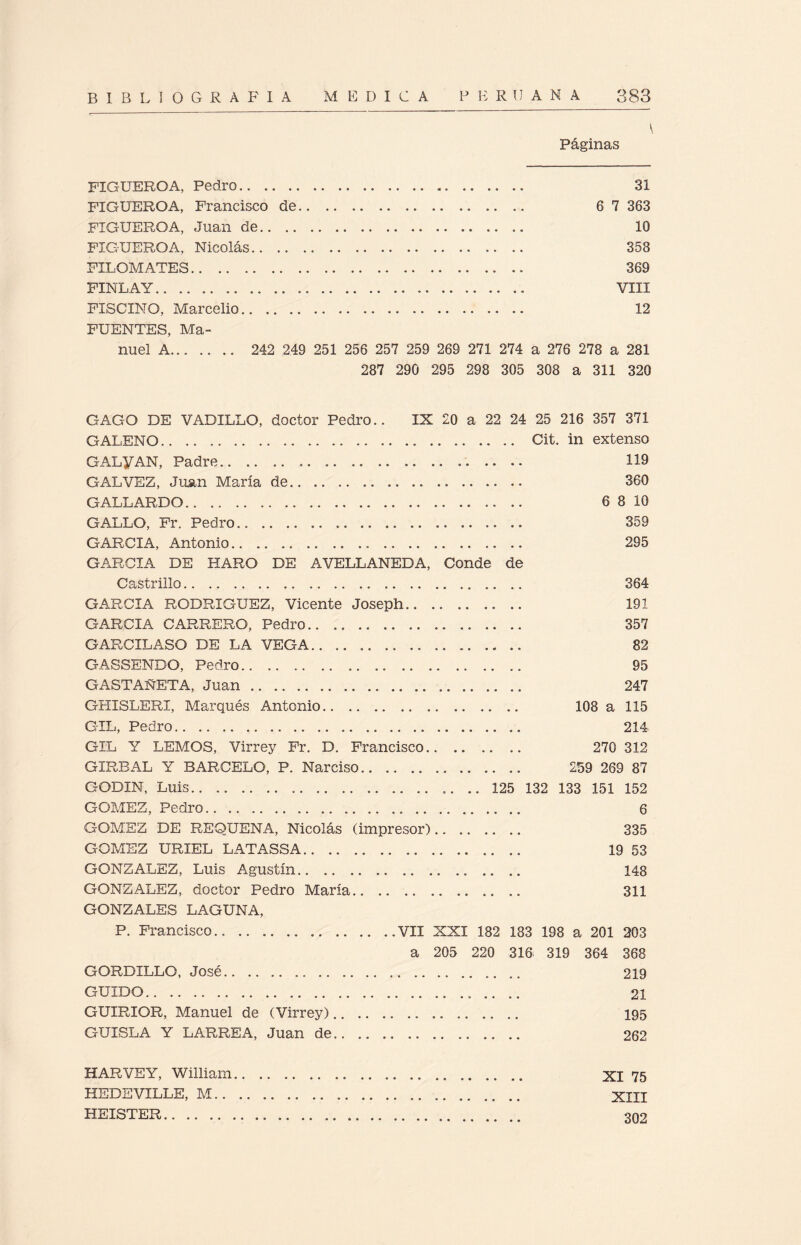 BIBLIOGRAFIA MEDICA PERUANA 383
Páginas
FIGUEROA, Pedro.. .. .. .. .. .. .. .. .. .. .. .. 31
FIGUEROA, Francisco de.. .. .. .. .. .. .. .. .. .. 6 7 363
FIGUEROA, Juan de.. .. .. .. .. .. .. .. .. .. .. 10
FIGUEROA, Nicolás.. .. .. .. .. .. .. .. .. .. .. .. 358
FILOMATES.. .. .. .. .. .. .. .. .. .. .. .. .. .. 369
FINLAY.. .. .. .. .. .. .. .. .. .. .. .. .. .. .. VIII
FISCINO, Marcelio.. .. .. .. .. .. .. .. .. .. .. .. 12
FUENTES, Ma-
nuel A... .. .. .. 242 249 251 256 257 259 269 271 274 a 276 278 a 281
287 290 295 298 305 308 a 311 320
GAGO DE VADILLO, doctor Pedro.. IX 20 a 22 24 25 216 357 371
GALENO.. .. .. .. .. .. .. .. .. .. .. .. .. .. .. Cit. in extenso
GALyAN, Padre.. .. .. .. .. .. .. .. .. .. .. .. .. 119
GALVEZ, Juan María de.. .. .. .. .. .. .. .. .. .. 360
GALLARDO.. .. .. .. .. .. .. .. .. .. .. .. .. .. 6 8 10
GALLO, Fr. Pedro.. .. .. .. .. .. .. .. .. .. .. .. 359
GARCIA, Antonio.. .. .. .. .. .. .. .. .. .. .. .. 295
GARCIA DE HARO DE AVELLANEDA, Conde de
Castrillo.. .. .. .. .. .. .. .. .. .. .. .. .. .. 364
GARCIA RODRIGUEZ, Vicente Joseph.. .. .. .. .. 191
GARCIA CARRERO, Pedro.. .. .. .. .. .. .. .. .. 357
GARCILASO DE LA VEGA.. .. .. .. .. .. .. .. .. 82
GASSENDO, Pedro.. .. .. .. .. .. .. .. .. .. .. .. 95
GASTAÑETA, Juan .. .. .. .. .. .. .. .. .. .. .. 247
GHISLERI, Marqués Antonio.. .. .. .. .. .. .. .. .. 108 a 115
GIL, Pedro.. .. .. .. .. .. .. .. .. .. .. .. .. .. 214
GIL Y LEMOS, Virrey Fr. D. Francisco.. .. .. .. 270 312
GIRBAL Y BARCELO, P. Narciso.. .. .. .. .. .. .. 259 269 87
GODIN, Luis.. .. .. .. .. .. .. .. .. .. .. .. 125 132 133 151 152
GOMEZ, Pedro.. .. .. .. .. .. .. .. .. .. .. .. .. 6
GOMEZ DE REQUENA, Nicolás (impresor).. .. .. .. 335
GOMEZ URIEL LATASSA.. .. .. .. .. .. .. .. .. 19 53
GONZALEZ, Luis Agustín.. .. .. .. .. .. .. .. .. .. 148
GONZALEZ, doctor Pedro María.. .. .. .. .. .. .. 311
GONZALES LAGUNA,
P. Francisco.. .. .. .. .. .. .. ..VII XXI 182 183 198 a 201 203
a 205 220 316 319 364 368
GORDILLO, José.. .. .. .. .. .. .. .. .. .. .. .. .. 219
GUIDO.. .. .. .. .. .. .. .. .. .. .. .. .. .. .. .. 21
GUIRIOR, Manuel de (Virrey).. .. .. .. .. .. .. .. 195
GUISLA Y LARREA, Juan de.. .. .. .. .. .. .. .. 262
HARVEY, William.. .. .. .. .. .. .. .. .. .. .. .. XI 75
HEDEVILLE, M.. .. .. .. .. .. .. .. .. .. .. .. .. XIII
HEISTER.. .. .. .. .. .. .. .. .. .. .. .. .. .. .. 302